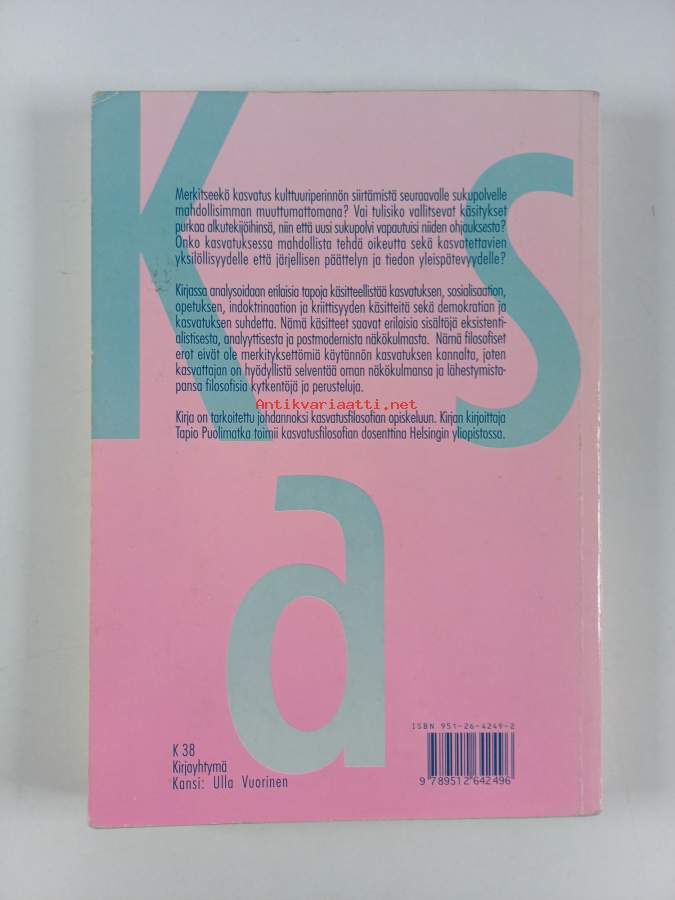 K
s
a
Merkitseekö kasvatus kulttuuriperinnön siirtämistä seuraavalle sukupolvelle
mahdollisimman muuttumattomana? Vai tulisiko vallitsevat käsitykset
purkaa alkutekijöihinsä, niin että uusi sukupolvi vapautuisi niiden ohjauksesta?
Onko kasvatuksessa mahdollista tehdä oikeutta sekä kasvatettavien
yksilöllisyydelle että järjellisen päättelyn ja tiedon yleispätevyydelle?
Kirjassa analysoidaan erilaisia tapoja käsitteellistää kasvatuksen, sosialisaation,
opetuksen, indoktrinaation ja kriittisyyden käsitteitä sekä demokratian ja
kasvatuksen suhdetta. Nämä käsitteet saavat erilaisia sisältöjä eksistenti-
alistisesta, analyyttisesta ja postmodernista näkökulmasta. Nämä filosofiset
erot eivät ole merkityksettömiä käytännön kasvatuksen kannalta, joten
kasvattajan on hyödyllistä selventää oman näkökulmansa ja lähestymista-
pansa filosofisia kytkentöjä ja perusteluja.
Antikvariaatti.net
Kirja on tarkoitettu johdannoksi kasvatusfilosofian opiskeluun. Kirjan kirjoittaja
Tapio Puolimatka toimii kasvatusfilosofian dosenttina Helsingin yliopistossa.
ISBN 951-26-4249-2
9 789512 642496
K 38
Kirjayhtymä
Kansi: Ulla Vuorinen